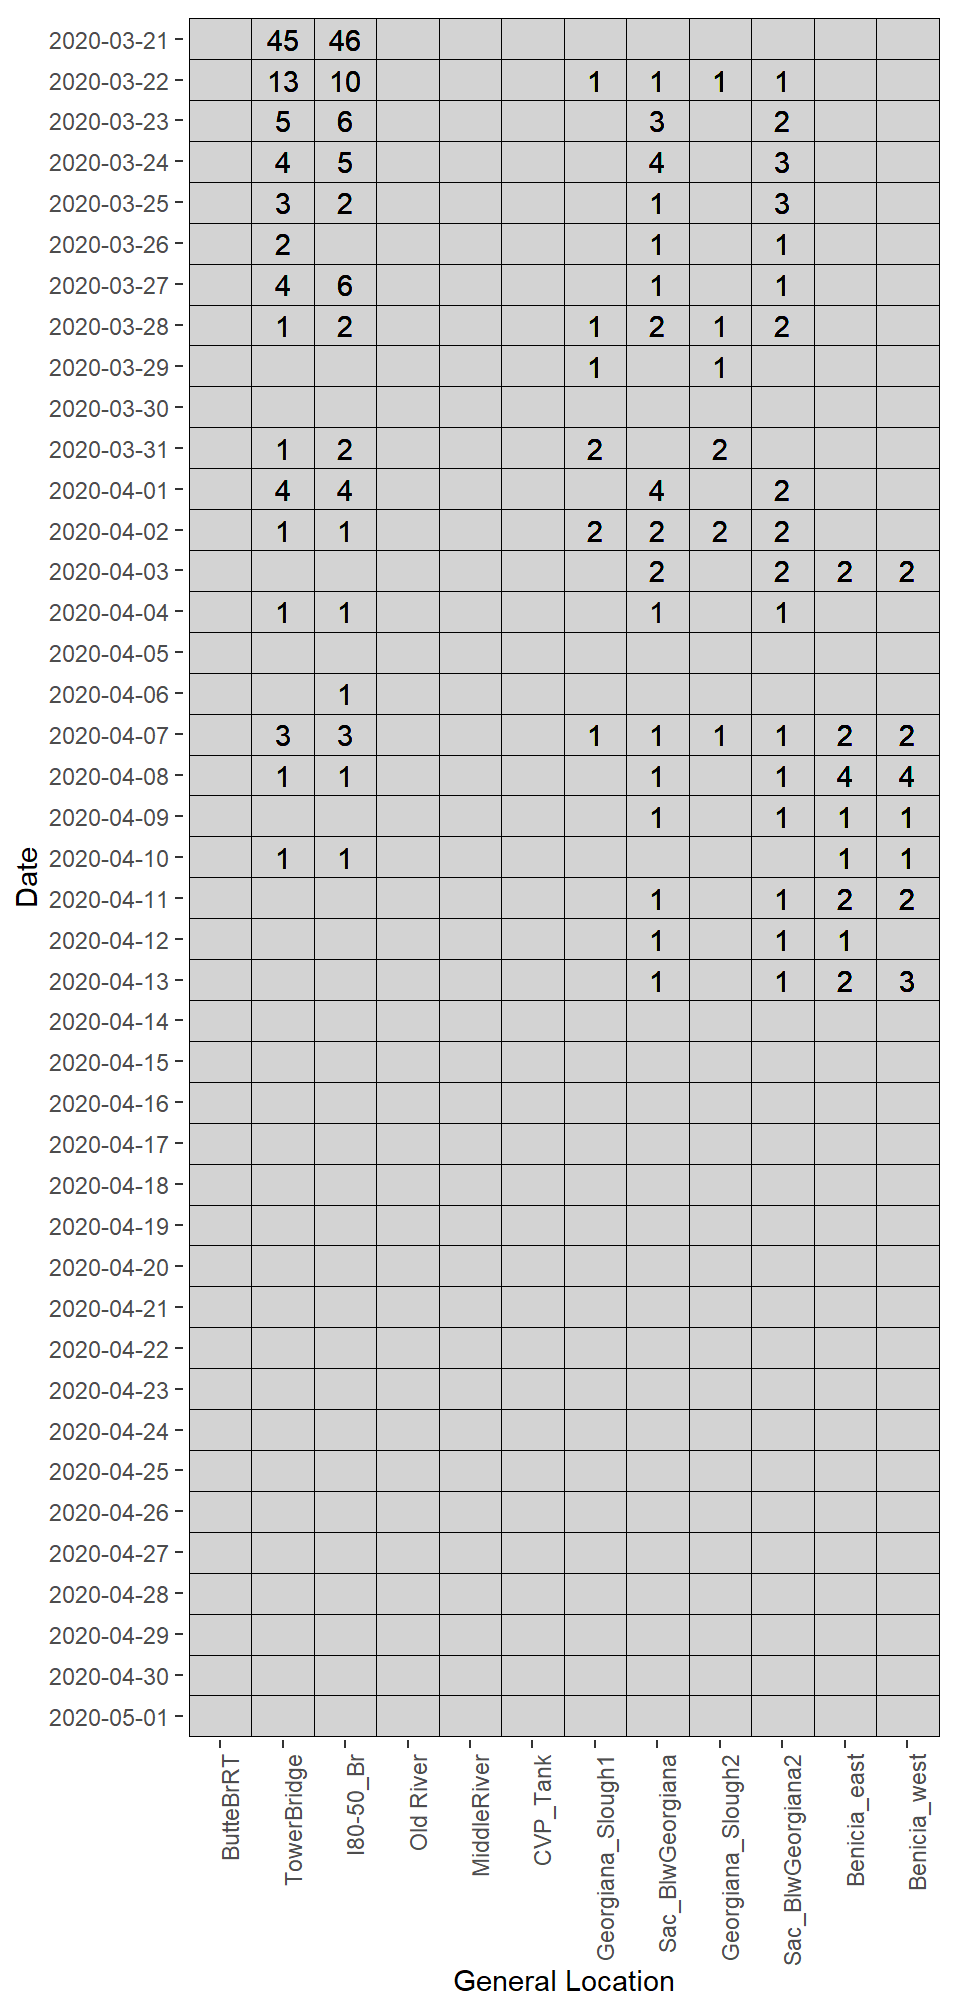 2020-03-21 45 46
2020-03-22 13 10 1 1 1 1
2020-03-23 5 6 3 2
2020-03-24 4 5 4 3
2020-03-25 3 2 1 3
2020-03-26 2 1 1
2020-03-27 4 6 1 1
2020-03-28 1 2 1 2 1 2
2020-03-29 1 1
2020-03-30
2020-03-31 1 2 2 2
2020-04-01 4 4 4 2
2020-04-02 1 1 2 2 2 2
2020-04-03 2 2 2 2
2020-04-04 1 1 1 1
2020-04-05
2020-04-06 1
2020-04-07 3 3 1 1 1 1 2 2
2020-04-08 1 1 1 1 4 4
2020-04-09 1 1 1 1
2020-04-10 1 1 1 1
2020-04-11 1 1 2 2
2020-04-12 1 1 1
2020-04-13 1 1 2 3
2020-04-14
2020-04-15
2020-04-16
2020-04-17
2020-04-18
2020-04-19
2020-04-20
2020-04-21
2020-04-22
2020-04-23
2020-04-24
2020-04-25
2020-04-26
2020-04-27
2020-04-28
2020-04-29
2020-04-30
2020-05-01
Date
ButteBrRT
TowerBridge
I80-50_Br
Old River
MiddleRiver
CVP_Tank
Georgiana_Slough1
Sac_BlwGeorgiana
Georgiana_Slough2
Sac_BlwGeorgiana2
Benicia_east
Benicia_west
General Location